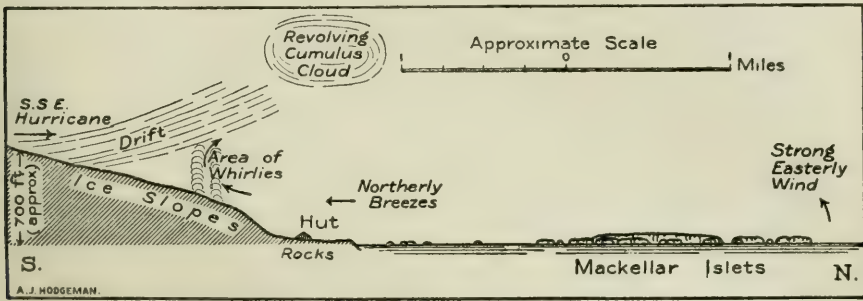 Revolving
Cumulus
Cloud
Approximate Scale
0
Miles
S.S.E.
Hurricane
Drift
Area of
Whirlies
Strong
Easterly
Wind
Northerly
Breezes
700 ft
(approx)
Ice Slopes
Hut
Rocks
Mackellar Islets
S.
N.
A.J. HODGEMAN.